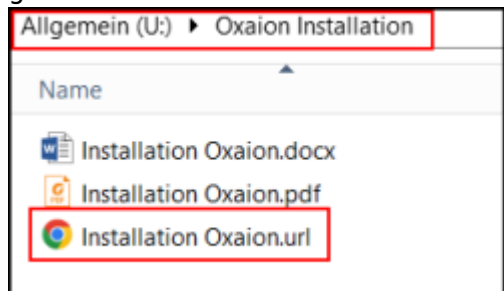 Allgemein (U:) ▸ Oxaion Installation
Name
Installation Oxaion.docx
Installation Oxaion.pdf
Installation Oxaion.url